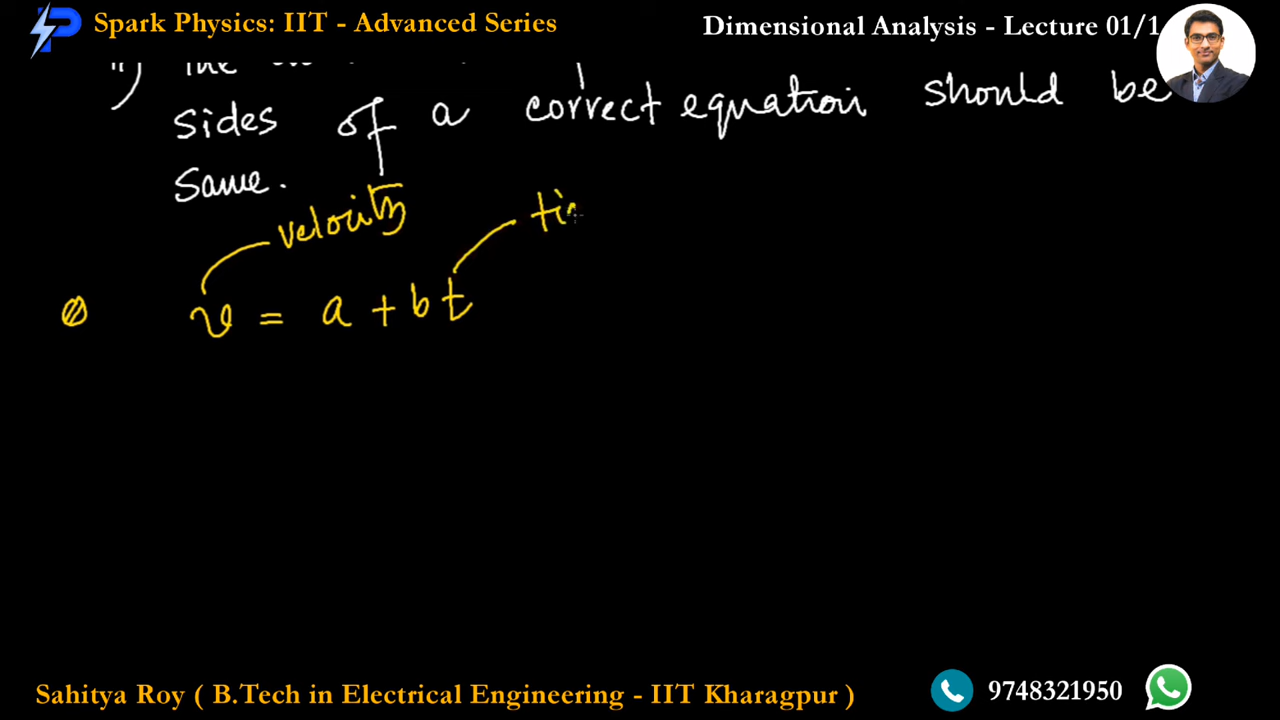 Spark Physics: IIT - Advanced Series
Dimensional Analysis - Lecture 01/1
sides of a correct equation should be
same.
velocity
ti
v = a + bt
Sahitya Roy ( B.Tech in Electrical Engineering - IIT Kharagpur )
9748321950